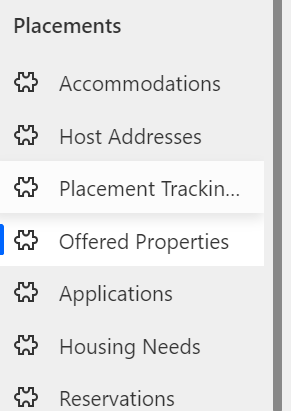 Placements
Accommodations
Host Addresses
Placement Trackin...
Offered Properties
Applications
Housing Needs
Reservations